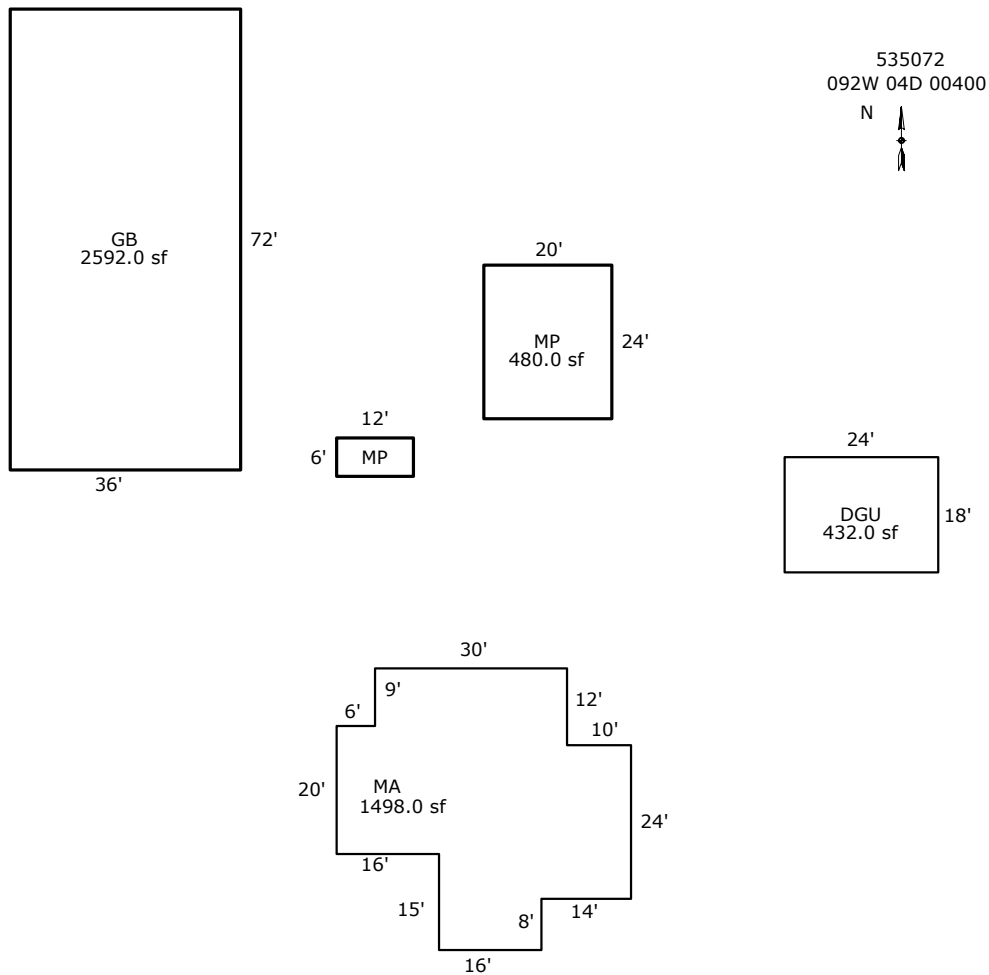 535072
092W 04D 00400
N
GB
2592.0 sf
72'
36'
20'
MP
480.0 sf
24'
12'
6'
MP
24'
DGU
432.0 sf
18'
30'
9'
12'
6'
10'
20'
MA
1498.0 sf
24'
16'
15'
8'
14'
16'